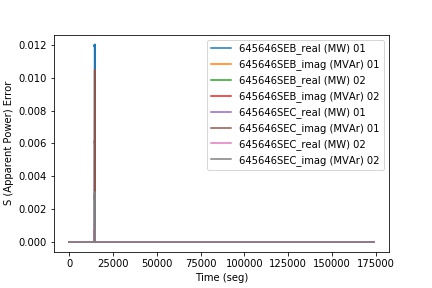 0.012
0.010
0.008
0.006
0.004
0.002
0.000
S (Apparent Power) Error
645646SEB_real (MW) 01
645646SEB_imag (MVAr) 01
645646SEB_real (MW) 02
645646SEB_imag (MVAr) 02
645646SEC_real (MW) 01
645646SEC_imag (MVAr) 01
645646SEC_real (MW) 02
645646SEC_imag (MVAr) 02
0 25000 50000 75000 100000 125000 150000 175000
Time (seg)